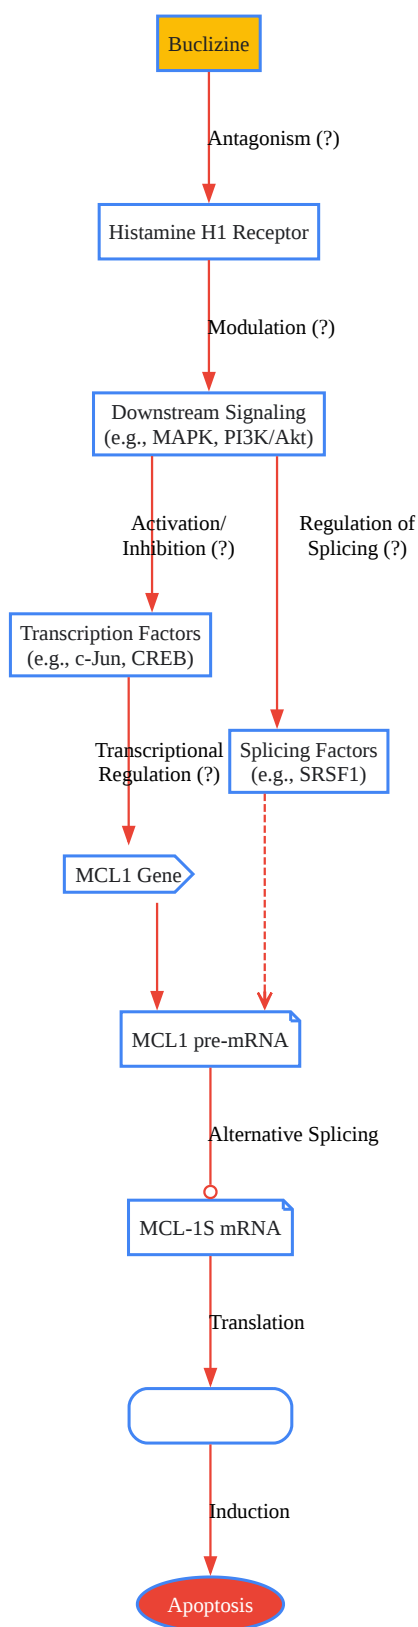 Buclizine
Antagonism (?)
Histamine H1 Receptor
Modulation (?)
Downstream Signaling
(e.g., MAPK, PI3K/Akt)
Activation/
Inhibition (?)
Regulation of
Splicing (?)
Transcription Factors
(e.g., c-Jun, CREB)
Transcriptional
Regulation (?)
Splicing Factors
(e.g., SRSF1)
MCL1 Gene
MCL1 pre-mRNA
Alternative Splicing
MCL-1S mRNA
Translation
Induction
Apoptosis